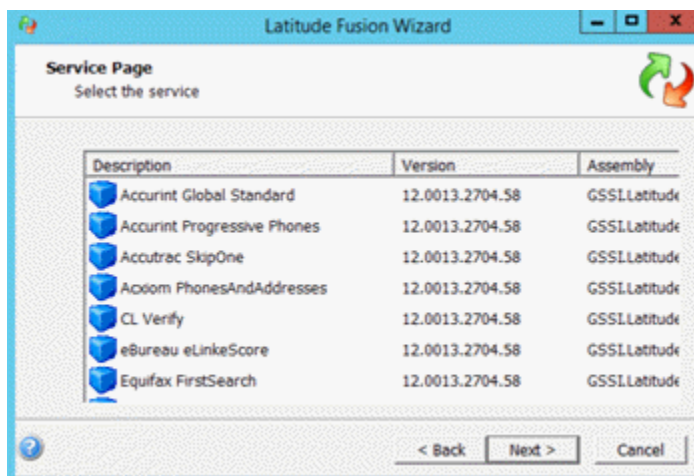 Latitude Fusion Wizard
Service Page
Select the service
Description Version Assembly
Accurint Global Standard 12.0013.2704.58 GSSI.Latitude
Accurint Progressive Phones 12.0013.2704.58 GSSI.Latitude
Accutrac SkipOne 12.0013.2704.58 GSSI.Latitude
Acxiom PhonesAndAddresses 12.0013.2704.58 GSSI.Latitude
CL Verify 12.0013.2704.58 GSSI.Latitude
eBureau eLinkeScore 12.0013.2704.58 GSSI.Latitude
Equifax FirstSearch 12.0013.2704.58 GSSI.Latitude
< Back Next > Cancel